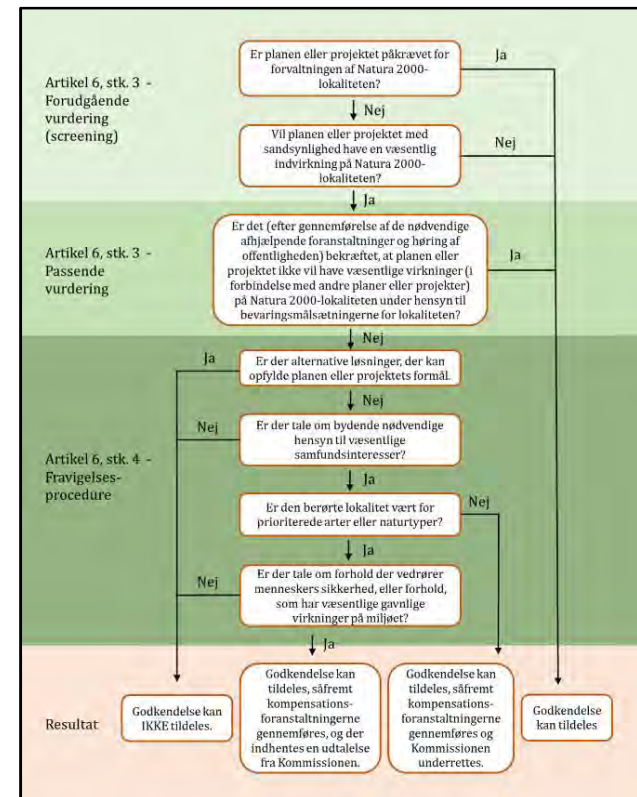 Artikel 6, stk. 3 -
Forudgående
vurdering
(screening)
Er planen eller projektet påkrævet for
forvaltningen af Natura 2000-
lokaliteten?
Ja
Nej
Vil planen eller projektet med
sandsynlighed have en væsentlig
indvirkning på Natura 2000-
lokaliteten?
Nej
Ja
Artikel 6, stk. 3 -
Passende
vurdering
Er det (efter gennemførelse af de nødvendige
afhjælpende foranstaltninger og høring af
offentligheden) bekræftet, at planen eller
projektet ikke vil have væsentlige virkninger (i
forbindelse med andre planer eller projekter)
på Natura 2000-lokaliteten under hensyn til
bevaringsmålsætningerne for lokaliteten?
Ja
Nej
Artikel 6, stk. 4 -
Fravigelses-
procedure
Ja
Er der alternative løsninger, der kan
opfylde planen eller projektets formål.
Nej
Nej
Er der tale om bydende nødvendige
hensyn til væsentlige
samfundsinteresser?
Ja
Er den berørte lokalitet vært for
prioriterede arter eller naturtyper?
Nej
Ja
Nej
Er der tale om forhold der vedrører
menneskers sikkerhed, eller forhold,
som har væsentlige gavnlige
virkninger på miljøet?
Ja
Resultat
Godkendelse kan
IKKE tildeles.
Godkendelse kan
tildeles, såfremt
kompensations-
foranstaltningerne
gennemføres, og der
indhentes en udtalelse
fra Kommissionen.
Godkendelse kan
tildeles, såfremt
kompensations-
foranstaltningerne
gennemføres og
Kommissionen
underrettes.
Godkendelse
kan tildeles